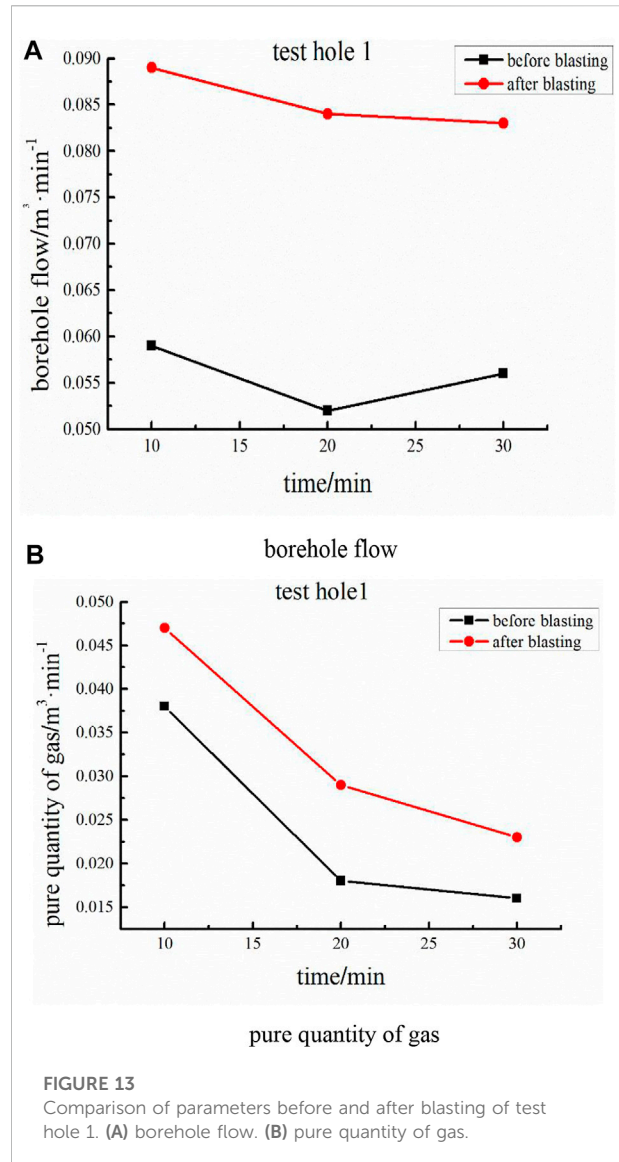 A
test hole 1
before blasting
after blasting
0.090
0.085
0.080
0.075
0.070
0.065
0.060
0.055
0.050
borehole flow/m³·min⁻¹
10 15 20 25 30
time/min
borehole flow
B
test hole1
before blasting
after blasting
0.050
0.045
0.040
0.035
0.030
0.025
0.020
0.015
pure quantity of gas/m³·min⁻¹
10 15 20 25 30
time/min
pure quantity of gas
FIGURE 13
Comparison of parameters before and after blasting of test
hole 1. (A) borehole flow. (B) pure quantity of gas.